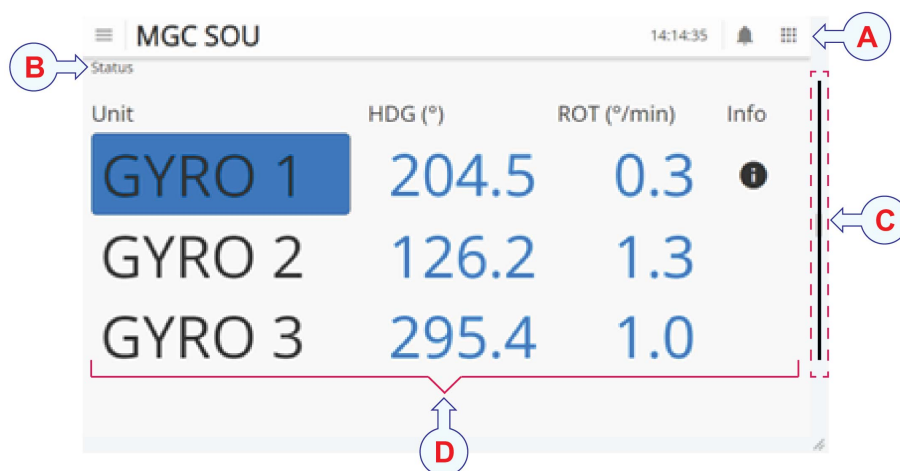 MGC SOU 14:14:35 A
B Status
Unit HDG (°) ROT (°/min) Info
GYRO 1 204.5 0.3
C
GYRO 2 126.2 1.3
GYRO 3 295.4 1.0
D